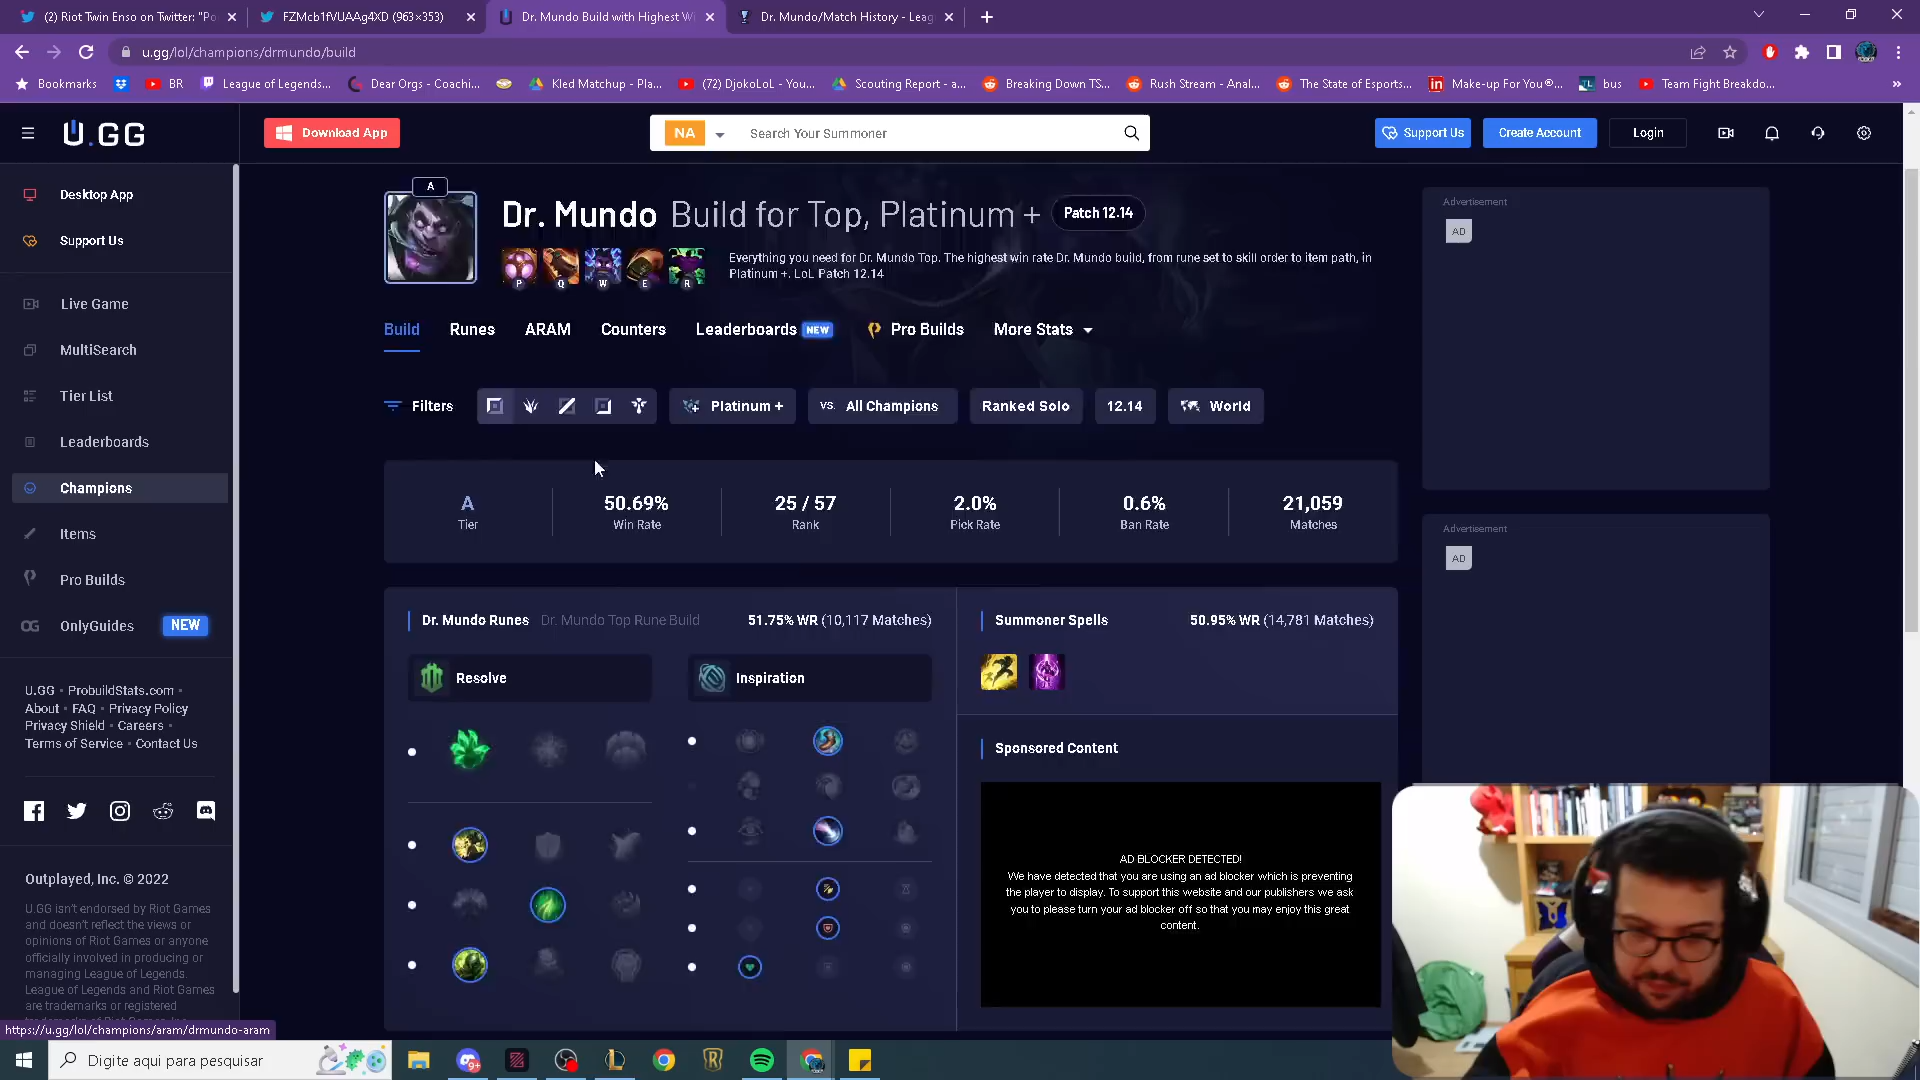 (2) Riot Twin Enso on Twitter: "Po
FZMcb1fVUAAg4XD (963×353)
Dr. Mundo Build with Highest Wi
Dr. Mundo/Match History - Leag
u.gg/lol/champions/drmundo/build
Bookmarks
BR
League of Legends...
Dear Orgs - Coachi...
Kled Matchup - Pla...
(72) DjokoLoL - You...
Scouting Report - a...
Breaking Down TS...
Rush Stream - Anal...
The State of Esports...
Make-up For You ®...
bus
Team Fight Breakdo...
U.GG
Download App
NA
Search Your Summoner
Support Us
Create Account
Login
Desktop App
Support Us
Live Game
MultiSearch
Tier List
Leaderboards
Champions
Items
Pro Builds
OnlyGuides NEW
U.GG • ProbuildStats.com •
About • FAQ • Privacy Policy
Privacy Shield • Careers •
Terms of Service • Contact Us
Outplayed, Inc. © 2022
U.GG isn't endorsed by Riot Games
and doesn't reflect the views or
opinions of Riot Games or anyone
officially involved in producing or
managing League of Legends.
League of Legends and Riot Games
are trademarks or registered
https://u.gg/lol/champions/aram/drmundo-aram
A
Dr. Mundo Build for Top, Platinum + Patch 12.14
P Q W E R
Everything you need for Dr. Mundo Top. The highest win rate Dr. Mundo build, from rune set to skill order to item path, in
Platinum +. LoL Patch 12.14
Build
Runes
ARAM
Counters
Leaderboards NEW
Pro Builds
More Stats
Filters
Platinum +
VS. All Champions
Ranked Solo
12.14
World
A
Tier
50.69%
Win Rate
25 / 57
Rank
2.0%
Pick Rate
0.6%
Ban Rate
21,059
Matches
Dr. Mundo Runes Dr. Mundo Top Rune Build 51.75% WR (10,117 Matches)
Resolve
Inspiration
Summoner Spells 50.95% WR (14,781 Matches)
Sponsored Content
AD BLOCKER DETECTED!
We have detected that you are using an ad blocker which is preventing
the player to display. To support this website and our publishers we ask
you to please turn your ad blocker off so that you may enjoy this great
content.
Advertisement
AD
Advertisement
AD
Digite aqui para pesquisar